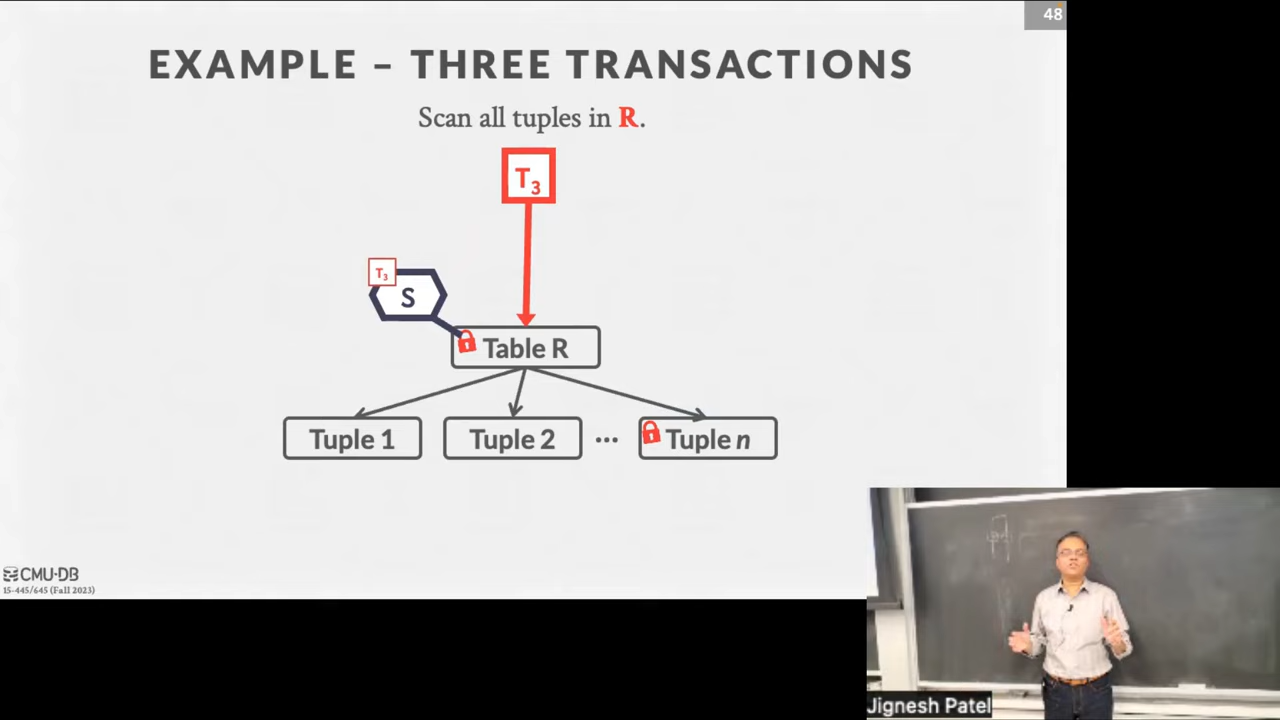 48
EXAMPLE – THREE TRANSACTIONS
Scan all tuples in R.
T3
T3
S
Table R
Tuple 1
Tuple 2
...
Tuple n
CMU·DB
15-445/645 (Fall 2023)
Jignesh Patel